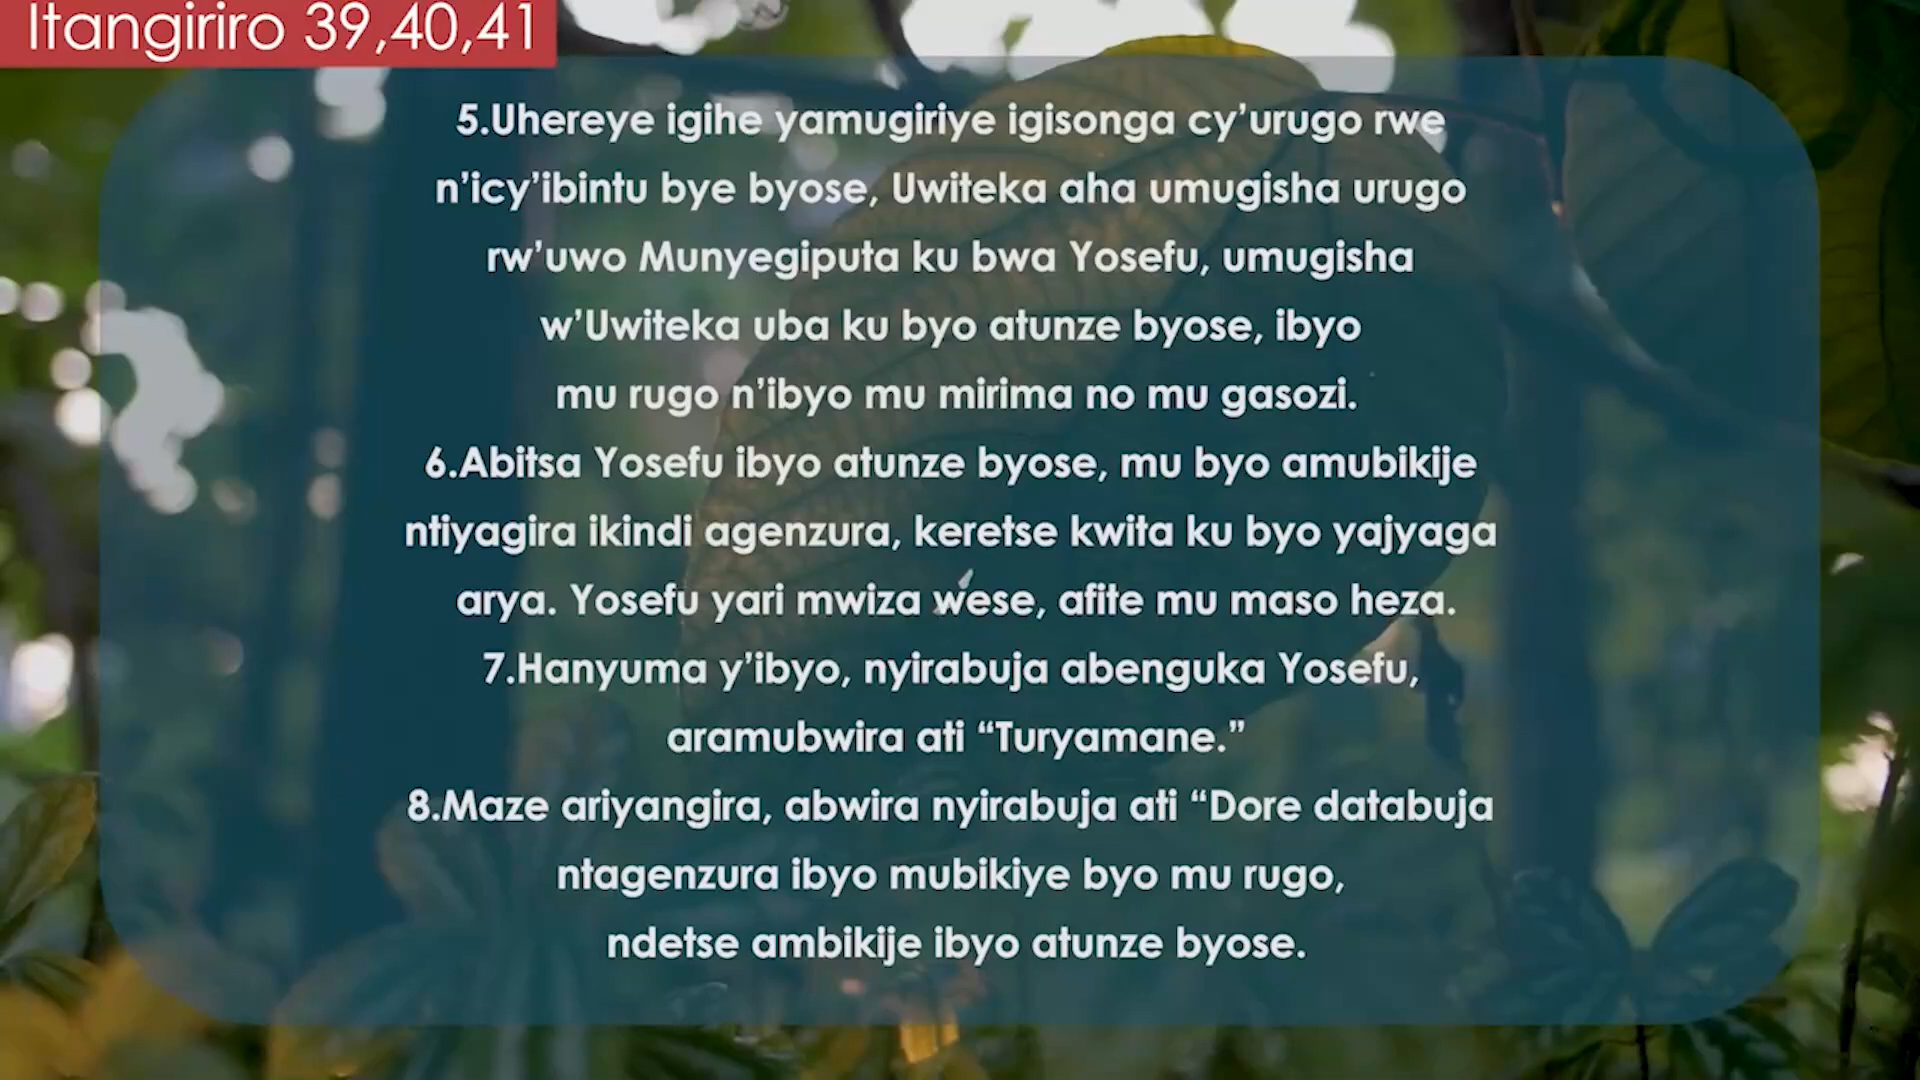 Itangiriro 39,40,41
5.Uhereye igihe yamugiriye igisonga cy’urugo rwe
n’icy’ibintu bye byose, Uwiteka aha umugisha urugo
rw’uwo Munyegiputa ku bwa Yosefu, umugisha
w’Uwiteka uba ku byo atunze byose, ibyo
mu rugo n’ibyo mu mirima no mu gasozi.
6.Abitsa Yosefu ibyo atunze byose, mu byo amubikije
ntiyagira ikindi agenzura, keretse kwita ku byo yajyaga
arya. Yosefu yari mwiza wese, afite mu maso heza.
7.Hanyuma y’ibyo, nyirabuja abenguka Yosefu,
aramubwira ati “Turyamane.”
8.Maze ariyangira, abwira nyirabuja ati “Dore databuja
ntagenzura ibyo mubikiye byo mu rugo,
ndetse ambikije ibyo atunze byose.